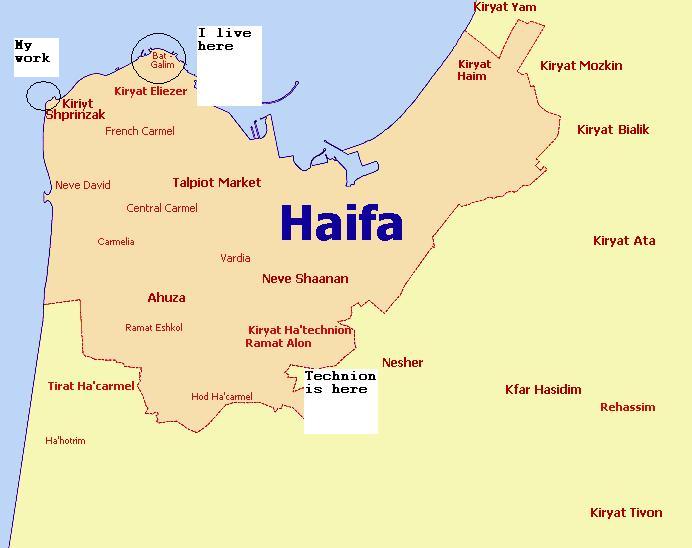 Kiryat Yam
I live
here
My
work
Bat -
Galim
Kiryat
Haim
Kiryat Mozkin
Kiryat Eliezer
Kiriyt
Shprinzak
French Carmel
Kiryat Bialik
Neve David
Talpiot Market
Central Carmel
Haifa
Carmelia
Kiryat Ata
Vardia
Neve Shaanan
Ahuza
Ramat Eshkol
Kiryat Ha'technion
Ramat Alon
Nesher
Technion
is here
Tirat Ha'carmel
Hod Ha'carmel
Kfar Hasidim
Rehassim
Ha'hotrim
Kiryat Tivon